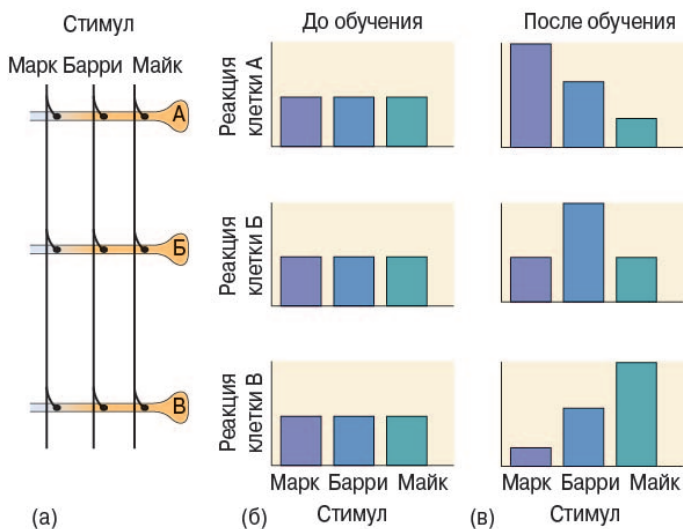 Стимул
Марк Барри Майк
А
Б
В
(а)
До обучения
Реакция
клетки А
Реакция
клетки Б
Реакция
клетки В
Марк Барри Майк
(б) Стимул
После обучения
Марк Барри Майк
(в) Стимул